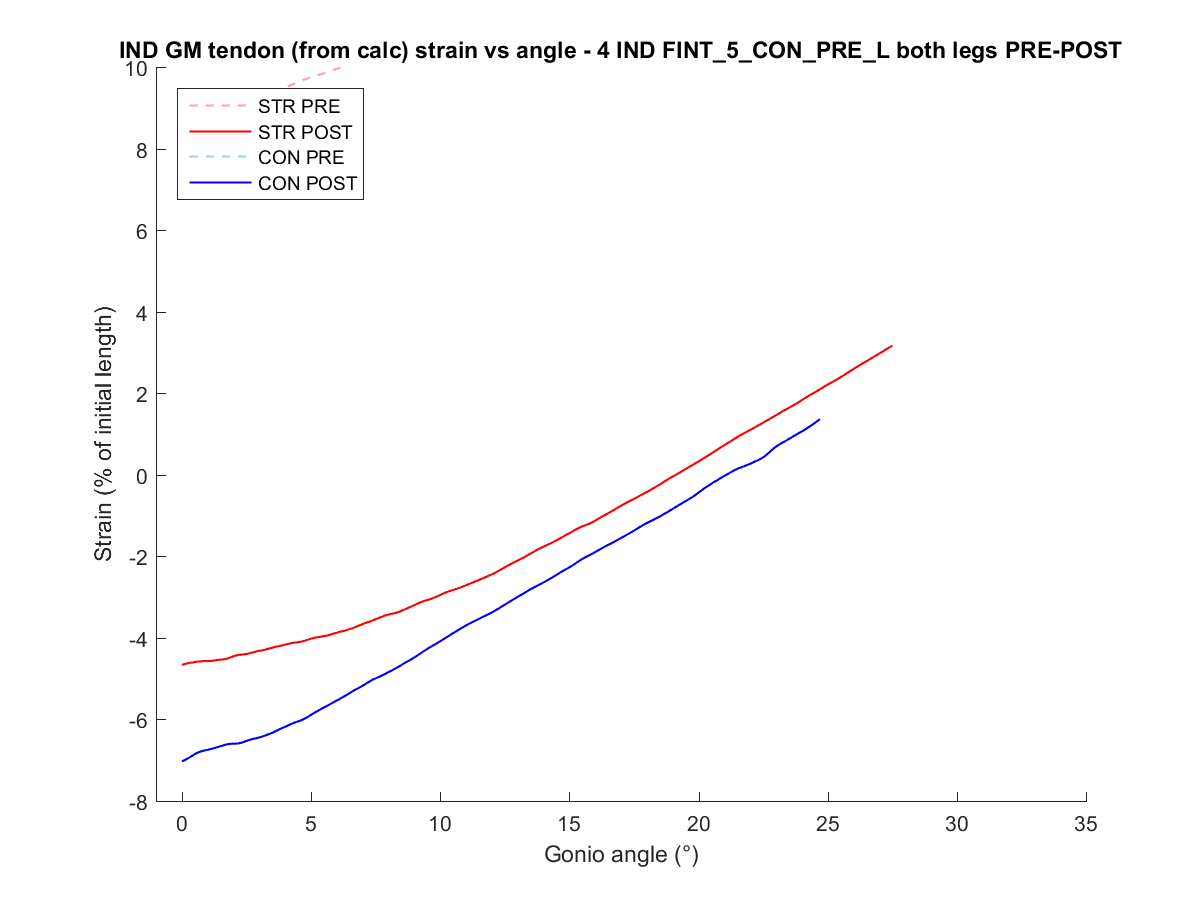 IND GM tendon (from calc) strain vs angle - 4 IND FINT_5_CON_PRE_L both legs PRE-POST
10
8
6
4
2
0
-2
-4
-6
-8
STR PRE
STR POST
CON PRE
CON POST
Strain (% of initial length)
0 5 10 15 20 25 30 35
Gonio angle (°)